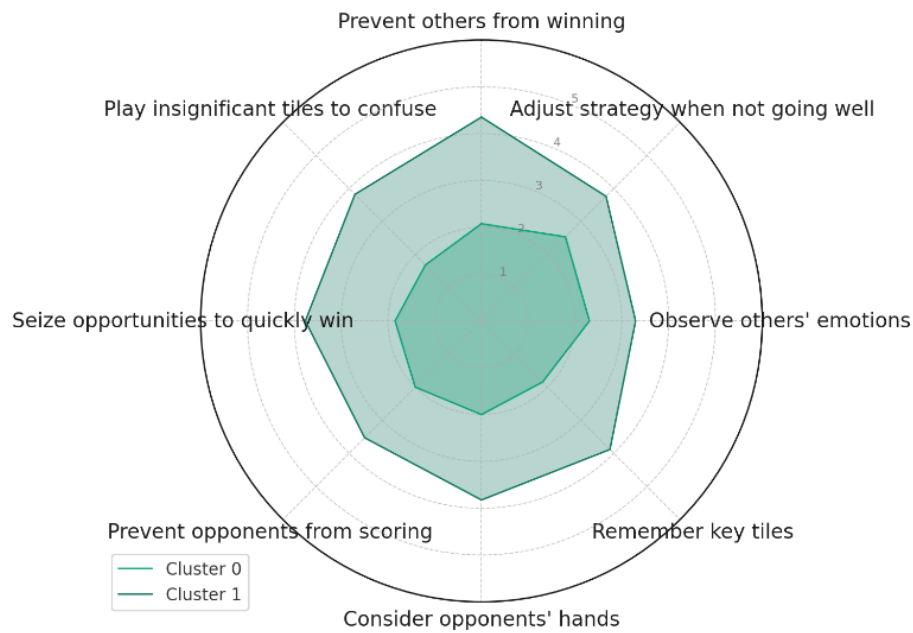 Prevent others from winning
Play insignificant tiles to confuse
Adjust strategy when not going well
5
4
3
2
1
Seize opportunities to quickly win
Observe others' emotions
Prevent opponents from scoring
Remember key tiles
Cluster 0
Cluster 1
Consider opponents' hands